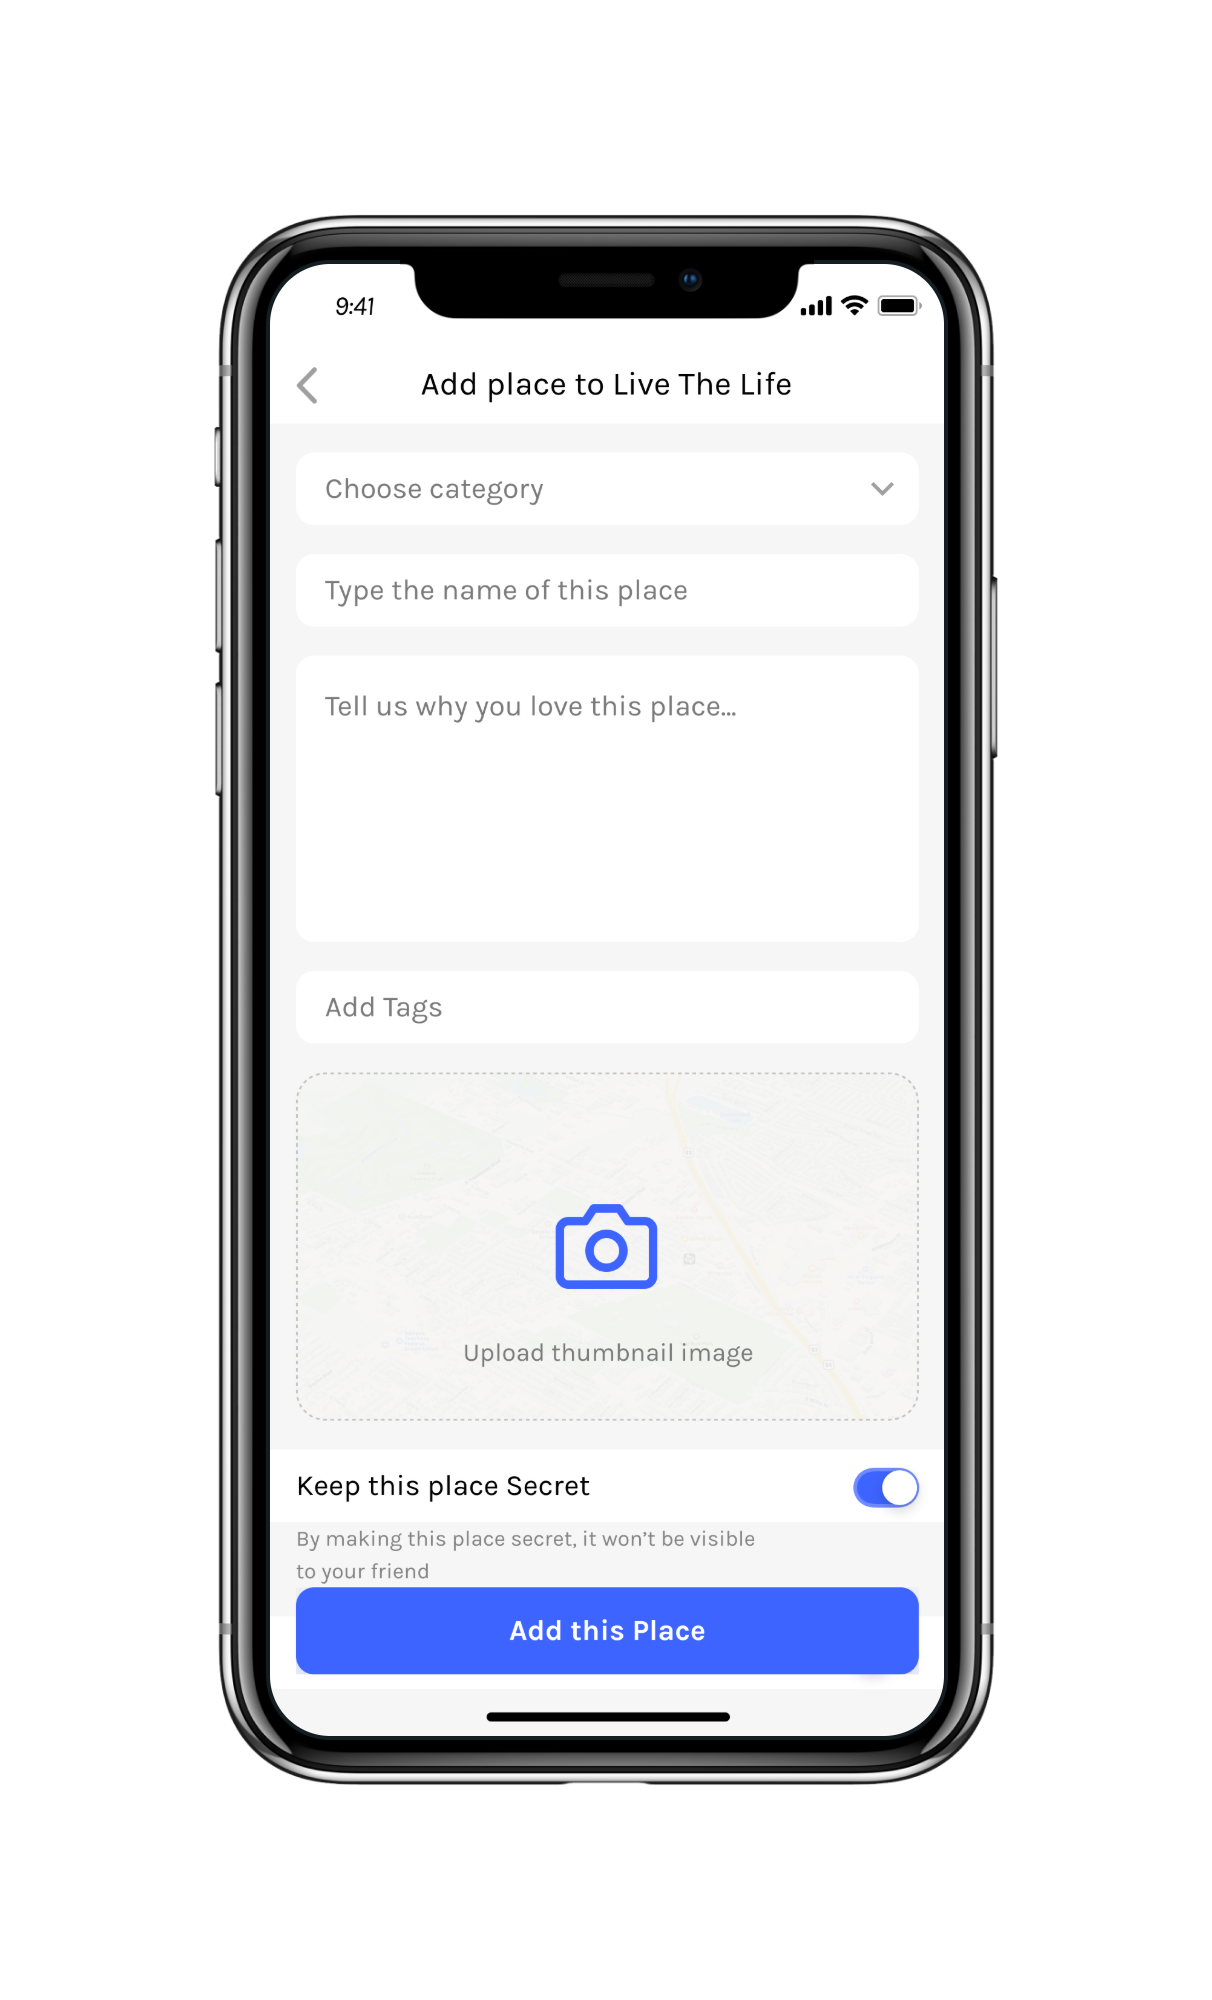 9:41
Add place to Live The Life
Choose category
Type the name of this place
Tell us why you love this place...
Add Tags
Upload thumbnail image
Keep this place Secret
By making this place secret, it won’t be visible
to your friend
Add this Place